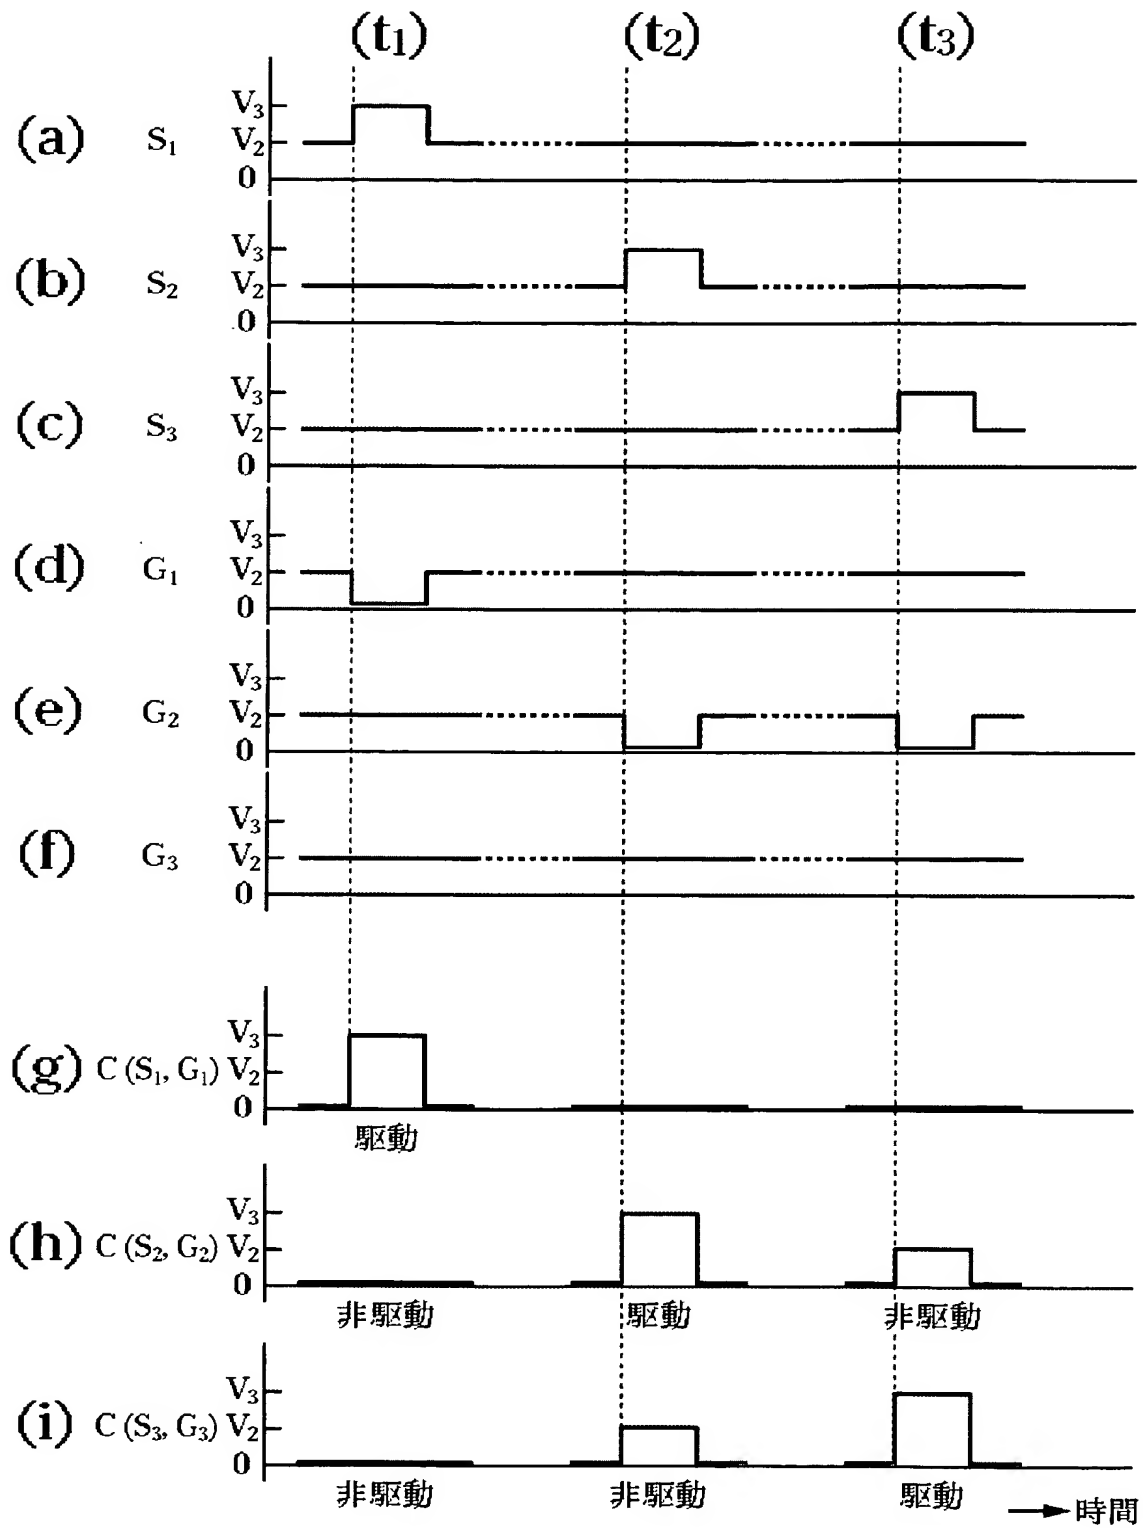 (t₁) (t₂) (t₃)
(a) S₁ V₃ V₂ 0
(b) S₂ V₃ V₂ 0
(c) S₃ V₃ V₂ 0
(d) G₁ V₃ V₂ 0
(e) G₂ V₃ V₂ 0
(f) G₃ V₃ V₂ 0
(g) C (S₁, G₁) V₃ V₂ 0
駆動
(h) C (S₂, G₂) V₃ V₂ 0
非駆動 駆動 非駆動
(i) C (S₃, G₃) V₃ V₂ 0
非駆動 非駆動 駆動
時間